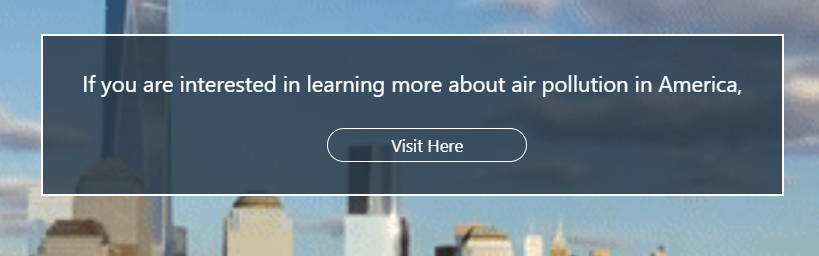 If you are interested in learning more about air pollution in America,
Visit Here